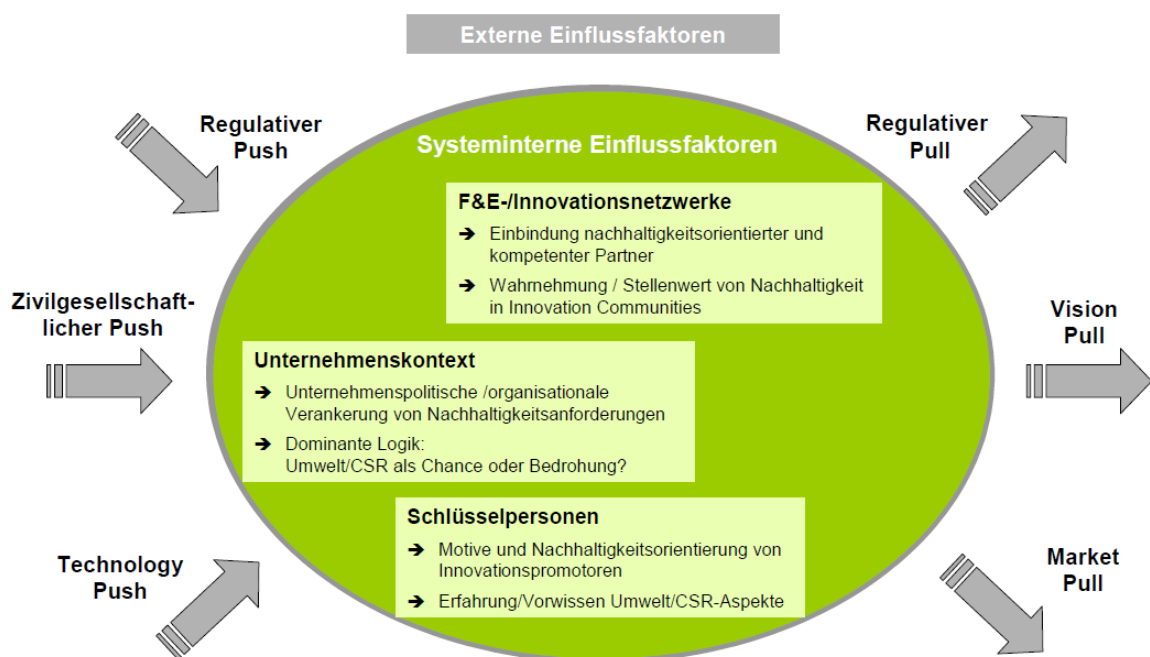 Externe Einflussfaktoren
Regulativer
Push
Zivilgesellschaft-
licher Push
Technology
Push
Systeminterne Einflussfaktoren
F&E-/Innovationsnetzwerke
➔ Einbindung nachhaltigkeitsorientierter und
kompetenter Partner
➔ Wahrnehmung / Stellenwert von Nachhaltigkeit
in Innovation Communities
Unternehmenskontext
➔ Unternehmenspolitische /organisationale
Verankerung von Nachhaltigkeitsanforderungen
➔ Dominante Logik:
Umwelt/CSR als Chance oder Bedrohung?
Schlüsselpersonen
➔ Motive und Nachhaltigkeitsorientierung von
Innovationspromotoren
➔ Erfahrung/Vorwissen Umwelt/CSR-Aspekte
Regulativer
Pull
Vision
Pull
Market
Pull